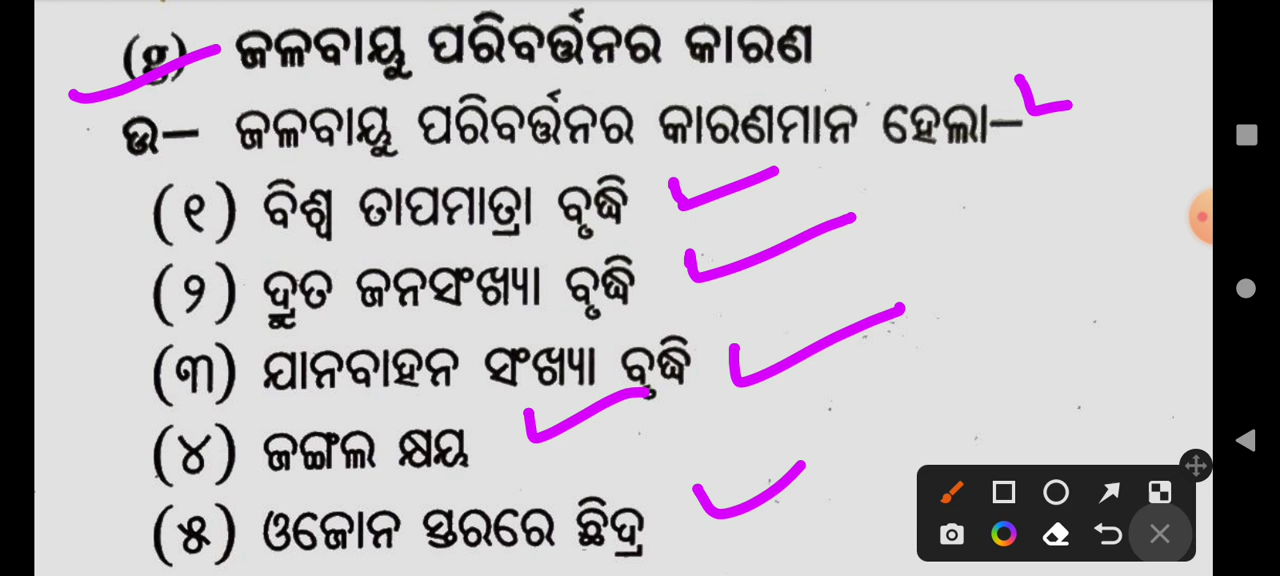 (g) ଜଳବାୟୁ ପରିବର୍ତ୍ତନର କାରଣ
ଉ– ଜଳବାୟୁ ପରିବର୍ତ୍ତନର କାରଣମାନ ହେଲା–
(୧) ବିଶ୍ୱ ତାପମାତ୍ରା ବୃଦ୍ଧି
(୨) ଦ୍ରୁତ ଜନସଂଖ୍ୟା ବୃଦ୍ଧି
(୩) ଯାନବାହନ ସଂଖ୍ୟା ବୃଦ୍ଧି
(୪) ଜଙ୍ଗଲ କ୍ଷୟ
(୫) ଓଜୋନ ସ୍ତରରେ ଛିଦ୍ର